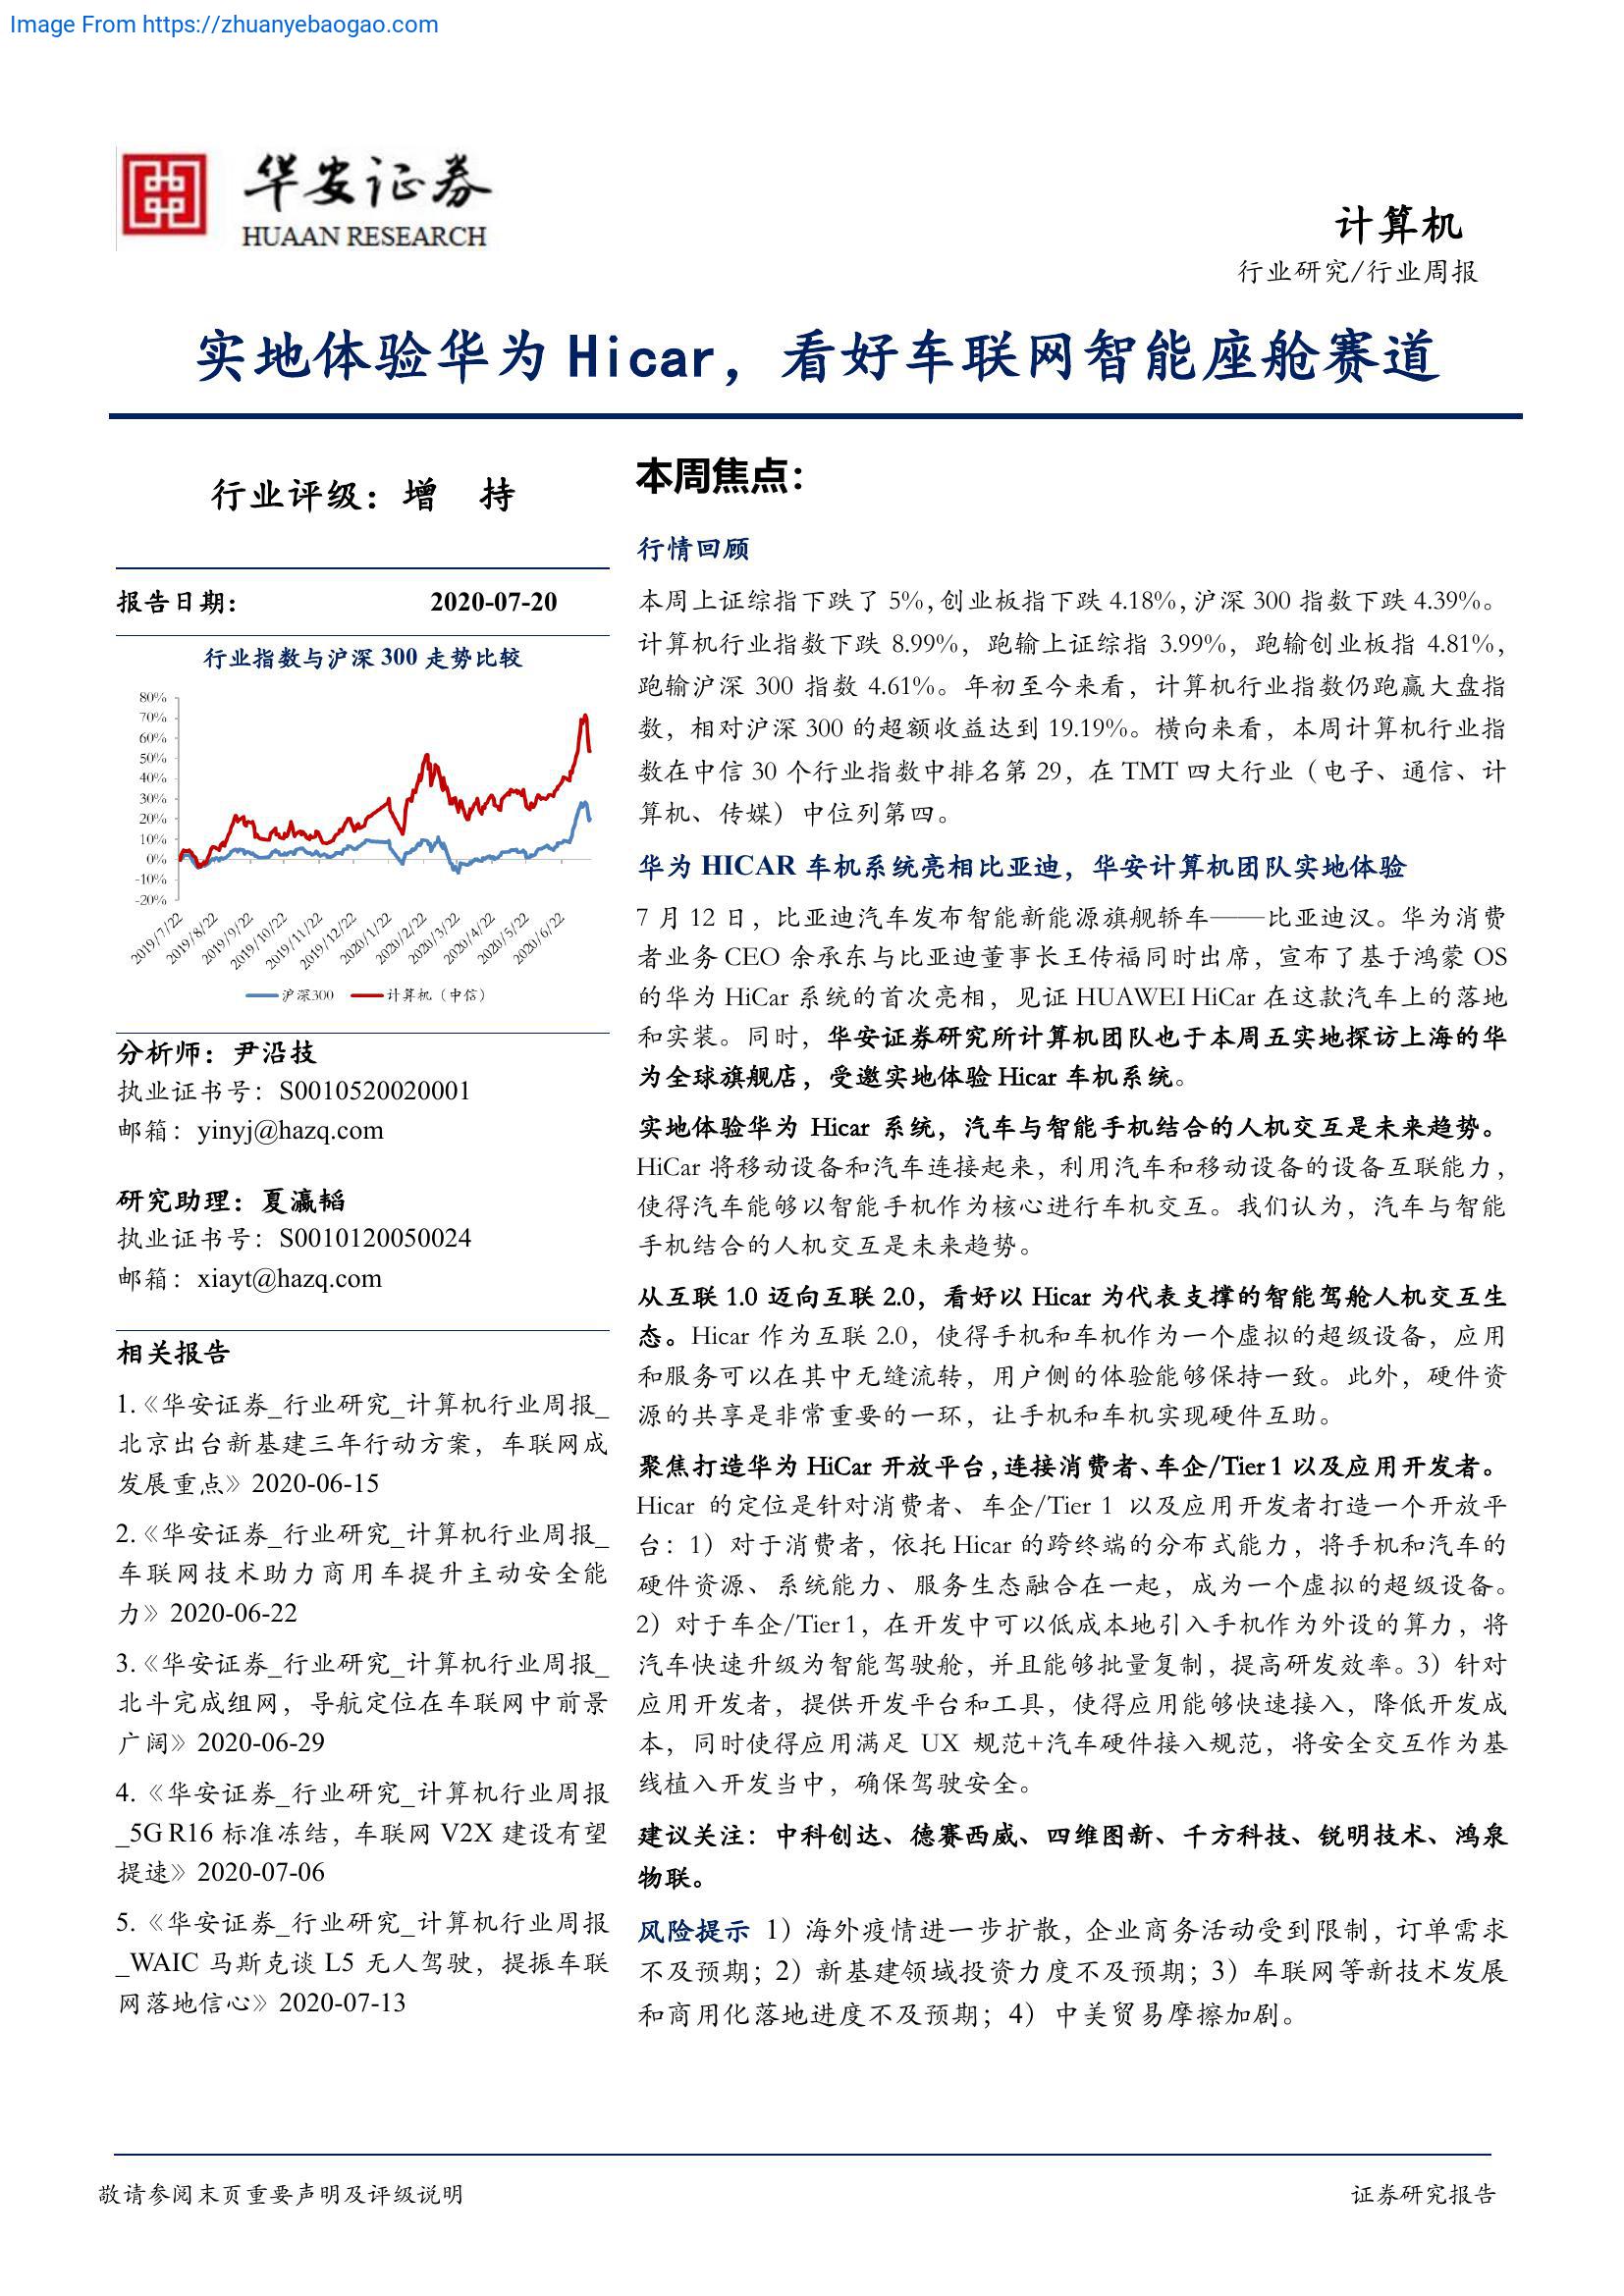 Image From https://zhuanyebaogao.com
华安证券
HUAAN RESEARCH
计算机
行业研究/行业周报
实地体验华为 Hicar，看好车联网智能座舱赛道
行业评级：增 持
报告日期： 2020-07-20
行业指数与沪深 300 走势比较
80%
70%
60%
50%
40%
30%
20%
10%
0%
-10%
-20%
2019/7/22
2019/8/22
2019/9/22
2019/10/22
2019/11/22
2019/12/22
2020/1/22
2020/2/22
2020/3/22
2020/4/22
2020/5/22
2020/6/22
沪深300 计算机（中信）
分析师：尹沿技
执业证书号：S0010520020001
邮箱：yinyj@hazq.com
研究助理：夏瀛韬
执业证书号：S0010120050024
邮箱：xiayt@hazq.com
相关报告
1.《华安证券_行业研究_计算机行业周报_
北京出台新基建三年行动方案，车联网成
发展重点》2020-06-15
2.《华安证券_行业研究_计算机行业周报_
车联网技术助力商用车提升主动安全能
力》2020-06-22
3.《华安证券_行业研究_计算机行业周报_
北斗完成组网，导航定位在车联网中前景
广阔》2020-06-29
4.《华安证券_行业研究_计算机行业周报
_5G R16 标准冻结，车联网 V2X 建设有望
提速》2020-07-06
5.《华安证券_行业研究_计算机行业周报
_WAIC 马斯克谈 L5 无人驾驶，提振车联
网落地信心》2020-07-13
本周焦点：
行情回顾
本周上证综指下跌了 5%，创业板指下跌 4.18%，沪深 300 指数下跌 4.39%。
计算机行业指数下跌 8.99%，跑输上证综指 3.99%，跑输创业板指 4.81%，
跑输沪深 300 指数 4.61%。年初至今来看，计算机行业指数仍跑赢大盘指
数，相对沪深 300 的超额收益达到 19.19%。横向来看，本周计算机行业指
数在中信 30 个行业指数中排名第 29，在 TMT 四大行业（电子、通信、计
算机、传媒）中位列第四。
华为 HICAR 车机系统亮相比亚迪，华安计算机团队实地体验
7 月 12 日，比亚迪汽车发布智能新能源旗舰轿车——比亚迪汉。华为消费
者业务 CEO 余承东与比亚迪董事长王传福同时出席，宣布了基于鸿蒙 OS
的华为 HiCar 系统的首次亮相，见证 HUAWEI HiCar 在这款汽车上的落地
和实装。同时，华安证券研究所计算机团队也于本周五实地探访上海的华
为全球旗舰店，受邀实地体验 Hicar 车机系统。
实地体验华为 Hicar 系统，汽车与智能手机结合的人机交互是未来趋势。
HiCar 将移动设备和汽车连接起来，利用汽车和移动设备的设备互联能力，
使得汽车能够以智能手机作为核心进行车机交互。我们认为，汽车与智能
手机结合的人机交互是未来趋势。
从互联 1.0 迈向互联 2.0，看好以 Hicar 为代表支撑的智能驾舱人机交互生
态。Hicar 作为互联 2.0，使得手机和车机作为一个虚拟的超级设备，应用
和服务可以在其中无缝流转，用户侧的体验能够保持一致。此外，硬件资
源的共享是非常重要的一环，让手机和车机实现硬件互助。
聚焦打造华为 HiCar 开放平台，连接消费者、车企/Tier 1 以及应用开发者。
Hicar 的定位是针对消费者、车企/Tier 1 以及应用开发者打造一个开放平
台：1）对于消费者，依托 Hicar 的跨终端的分布式能力，将手机和汽车的
硬件资源、系统能力、服务生态融合在一起，成为一个虚拟的超级设备。
2）对于车企/Tier 1，在开发中可以低成本地引入手机作为外设的算力，将
汽车快速升级为智能驾驶舱，并且能够批量复制，提高研发效率。3）针对
应用开发者，提供开发平台和工具，使得应用能够快速接入，降低开发成
本，同时使得应用满足 UX 规范+汽车硬件接入规范，将安全交互作为基
线植入开发当中，确保驾驶安全。
建议关注：中科创达、德赛西威、四维图新、千方科技、锐明技术、鸿泉
物联。
风险提示 1）海外疫情进一步扩散，企业商务活动受到限制，订单需求
不及预期；2）新基建领域投资力度不及预期；3）车联网等新技术发展
和商用化落地进度不及预期；4）中美贸易摩擦加剧。
敬请参阅末页重要声明及评级说明 证券研究报告